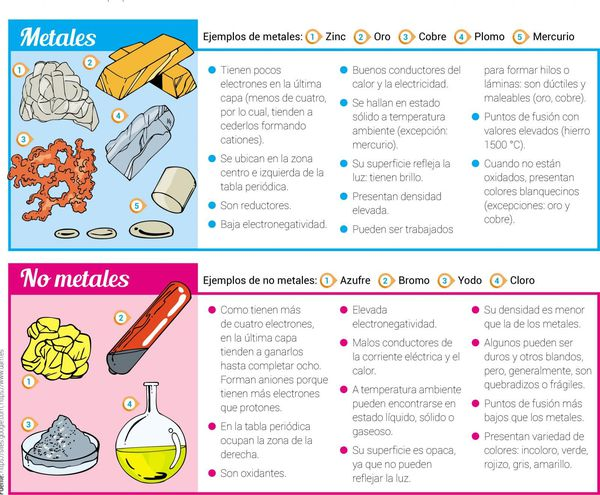 Metales
Ejemplos de metales: 1 Zinc 2 Oro 3 Cobre 4 Plomo 5 Mercurio
1
2
3
4
5
Tienen pocos
electrones en la última
capa (menos de cuatro,
por lo cual, tienden a
cederlos formando
cationes).
Se ubican en la zona
centro e izquierda de la
tabla periódica.
Son reductores.
Baja electronegatividad.
Buenos conductores del
calor y la electricidad.
Se hallan en estado
sólido a temperatura
ambiente (excepción:
mercurio).
Su superficie refleja la
luz: tienen brillo.
Presentan densidad
elevada.
Pueden ser trabajados
para formar hilos o
láminas: son dúctiles y
maleables (oro, cobre).
Puntos de fusión con
valores elevados (hierro
1500 °C).
Cuando no están
oxidados, presentan
colores blanquecinos
(excepciones: oro y
cobre).
No metales
Ejemplos de no metales: 1 Azufre 2 Bromo 3 Yodo 4 Cloro
1
2
3
4
Como tienen más
de cuatro electrones,
en la última capa
tienden a ganarlos
hasta completar ocho.
Forman aniones porque
tienen más electrones
que protones.
En la tabla periódica
ocupan la zona de la
derecha.
Son oxidantes.
Elevada
electronegatividad.
Malos conductores de
la corriente eléctrica y el
calor.
A temperatura ambiente
pueden encontrarse en
estado líquido, sólido o
gaseoso.
Su superficie es opaca,
ya que no pueden
reflejar la luz.
Su densidad es menor
que la de los metales.
Algunos pueden ser
duros y otros blandos,
pero, generalmente, son
quebradizos o frágiles.
Puntos de fusión más
bajos que los metales.
Presentan variedad de
colores: incoloro, verde,
rojizo, gris, amarillo.
Fuente: